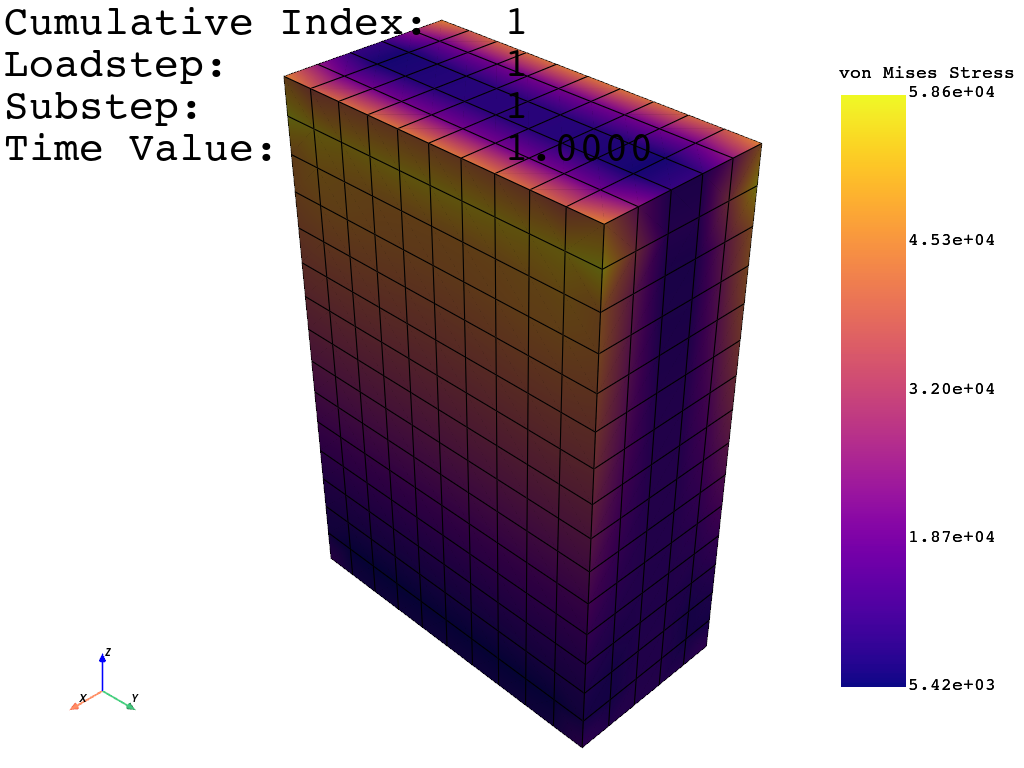 Cumulative Index: 1
Loadstep: 1
Substep: 1
Time Value: 1.0000
von Mises Stress
5.86e+04
4.53e+04
3.20e+04
1.87e+04
5.42e+03
Z
X
Y